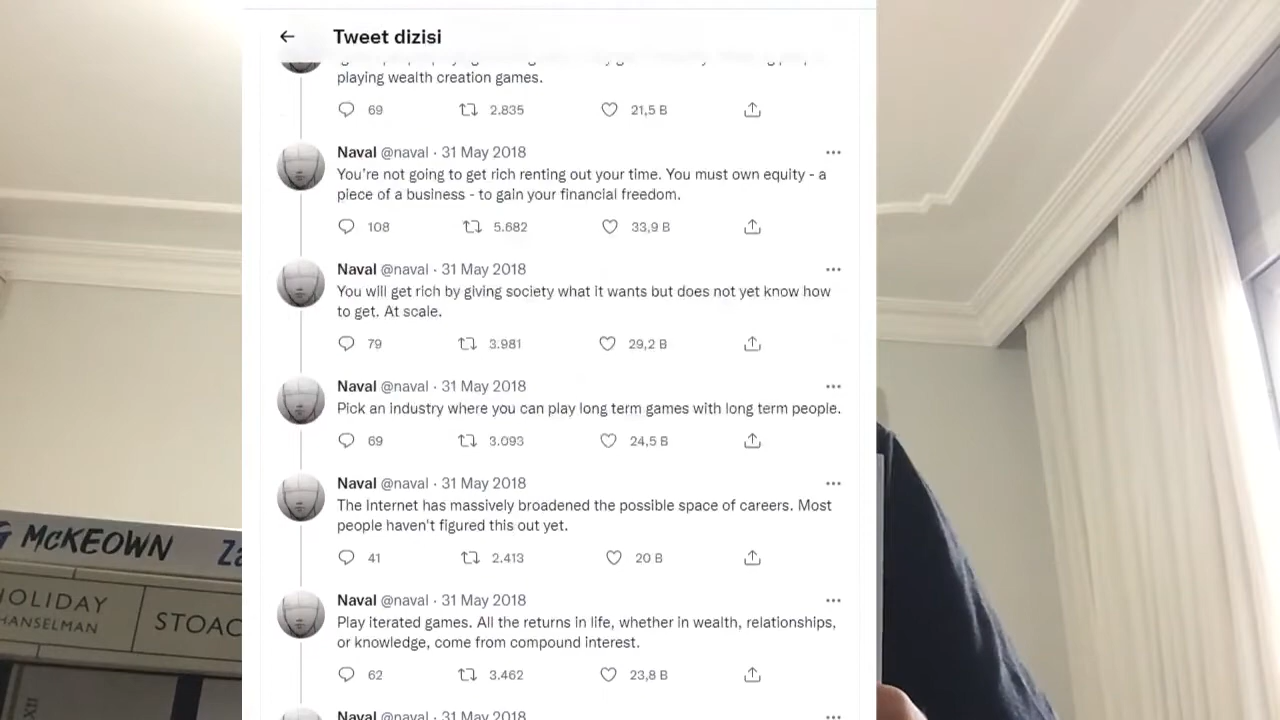 Tweet dizisi
playing wealth creation games.
69 2.835 21,5 B
Naval @naval · 31 May 2018
You're not going to get rich renting out your time. You must own equity - a
piece of a business - to gain your financial freedom.
108 5.682 33,9 B
Naval @naval · 31 May 2018
You will get rich by giving society what it wants but does not yet know how
to get. At scale.
79 3.981 29,2 B
Naval @naval · 31 May 2018
Pick an industry where you can play long term games with long term people.
69 3.093 24,5 B
Naval @naval · 31 May 2018
The Internet has massively broadened the possible space of careers. Most
people haven't figured this out yet.
41 2.413 20 B
Naval @naval · 31 May 2018
Play iterated games. All the returns in life, whether in wealth, relationships,
or knowledge, come from compound interest.
62 3.462 23,8 B
Naval @naval · 31 May 2018
McKEOWN
HOLIDAY
HANSELMAN
STOAC
XII